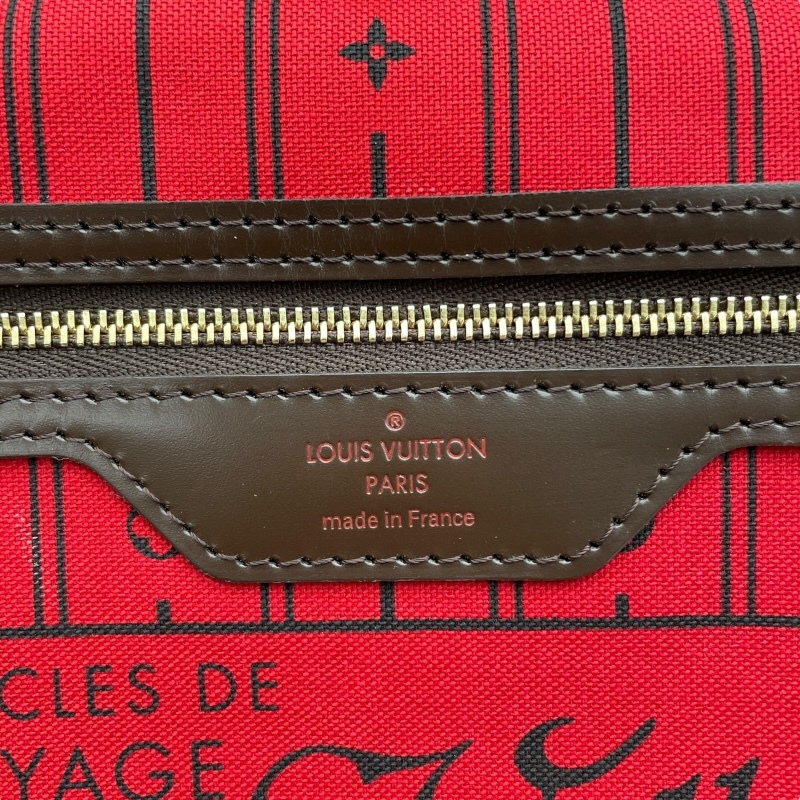 ®
LOUIS VUITTON
PARIS
made in France
CLES DE
YAGE